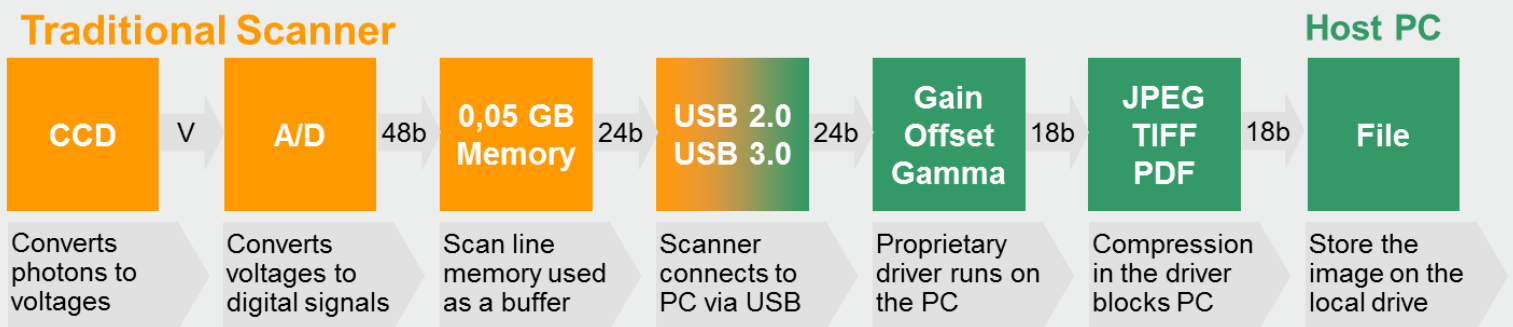 Traditional Scanner
Host PC
CCD
V
A/D
48b
0,05 GB
Memory
24b
USB 2.0
USB 3.0
24b
Gain
Offset
Gamma
18b
JPEG
TIFF
PDF
18b
File
Converts
photons to
voltages
Converts
voltages to
digital signals
Scan line
memory used
as a buffer
Scanner
connects to
PC via USB
Proprietary
driver runs on
the PC
Compression
in the driver
blocks PC
Store the
image on the
local drive